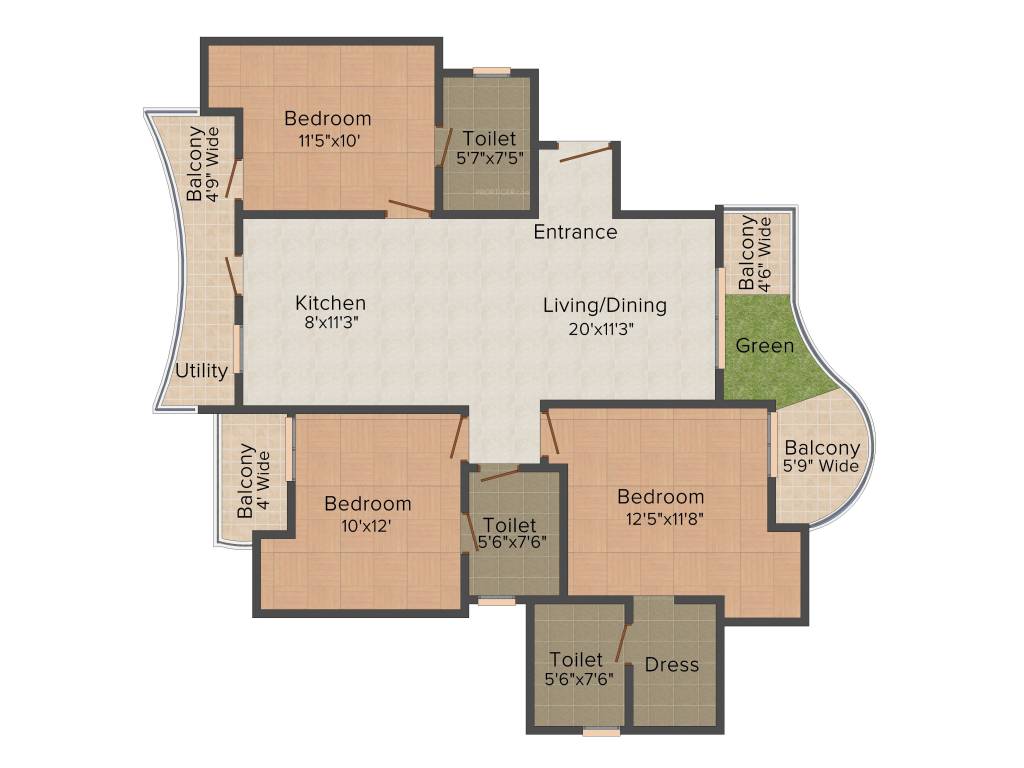 Bedroom
11'5"x10'
Toilet
5'7"x7'5"
Balcony
4'9" Wide
Entrance
Balcony
4'6" Wide
Kitchen
8'x11'3"
Living/Dining
20'x11'3"
Green
Utility
Balcony
4' Wide
Bedroom
10'x12'
Toilet
5'6"x7'6"
Bedroom
12'5"x11'8"
Balcony
5'9" Wide
Toilet
5'6"x7'6"
Dress